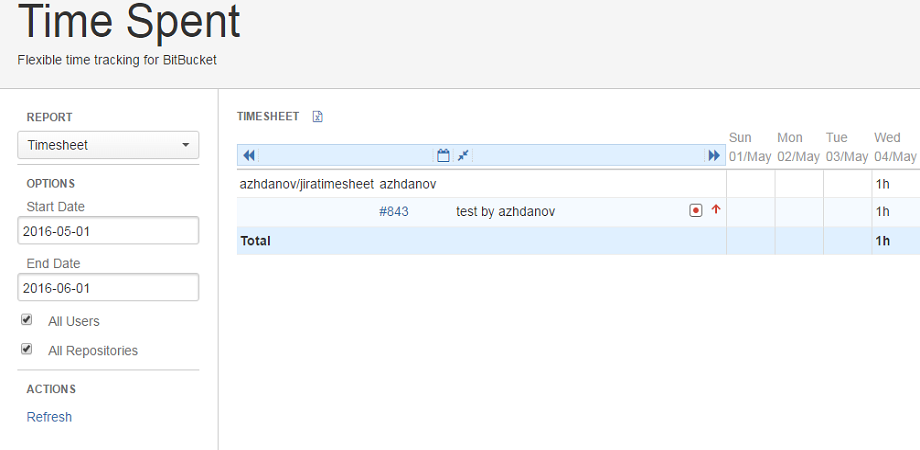 Time Spent
Flexible time tracking for BitBucket
REPORT
Timesheet
OPTIONS
Start Date
2016-05-01
End Date
2016-06-01
All Users
All Repositories
ACTIONS
Refresh
TIMESHEET
Sun Mon Tue Wed
01/May 02/May 03/May 04/May
azhdanov/jiratimesheet azhdanov 1h
#843 test by azhdanov 1h
Total 1h